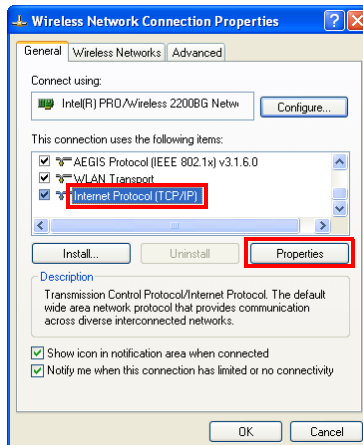 Wireless Network Connection Properties
General Wireless Networks Advanced
Connect using:
Intel(R) PRO/Wireless 2200BG Netw
Configure...
This connection uses the following items:
AEGIS Protocol (IEEE 802.1x) v3.1.6.0
WLAN Transport
Internet Protocol (TCP/IP)
Install... Uninstall Properties
Description
Transmission Control Protocol/Internet Protocol. The default
wide area network protocol that provides communication
across diverse interconnected networks.
Show icon in notification area when connected
Notify me when this connection has limited or no connectivity
OK Cancel